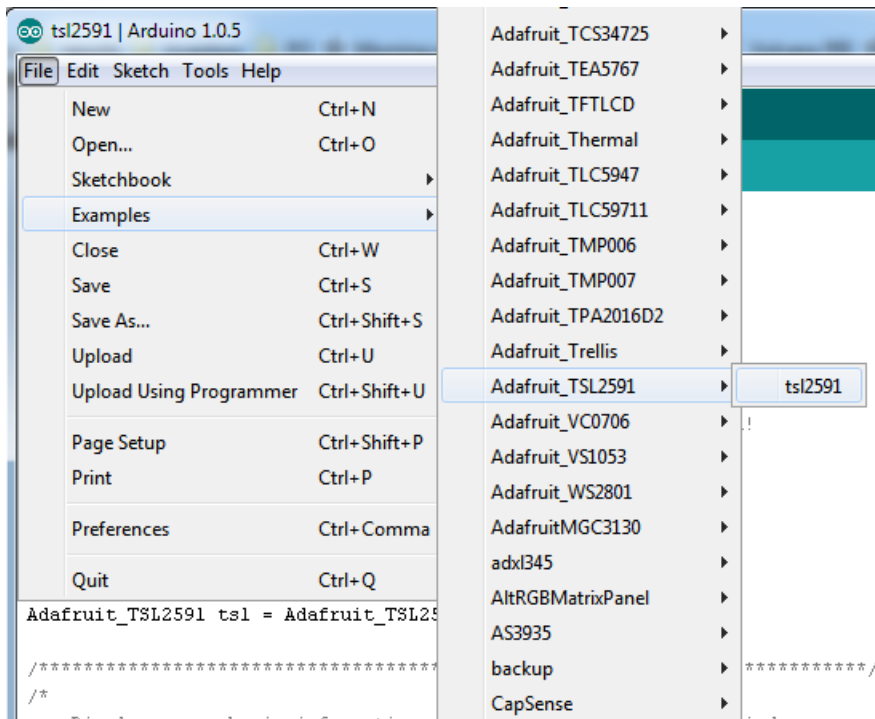 tsl2591 | Arduino 1.0.5
File Edit Sketch Tools Help
New Ctrl+N
Open... Ctrl+O
Sketchbook
Examples
Close Ctrl+W
Save Ctrl+S
Save As... Ctrl+Shift+S
Upload Ctrl+U
Upload Using Programmer Ctrl+Shift+U
Page Setup Ctrl+Shift+P
Print Ctrl+P
Preferences Ctrl+Comma
Quit Ctrl+Q
Adafruit_TCS34725
Adafruit_TEA5767
Adafruit_TFTLCD
Adafruit_Thermal
Adafruit_TLC5947
Adafruit_TLC59711
Adafruit_TMP006
Adafruit_TMP007
Adafruit_TPA2016D2
Adafruit_Trellis
Adafruit_TSL2591
Adafruit_VC0706
Adafruit_VS1053
Adafruit_WS2801
AdafruitMGC3130
adxl345
AltRGBMatrixPanel
AS3935
backup
CapSense
tsl2591
.!
Adafruit_TSL2591 tsl = Adafruit_TSL25
/************************************* ***********/
/*